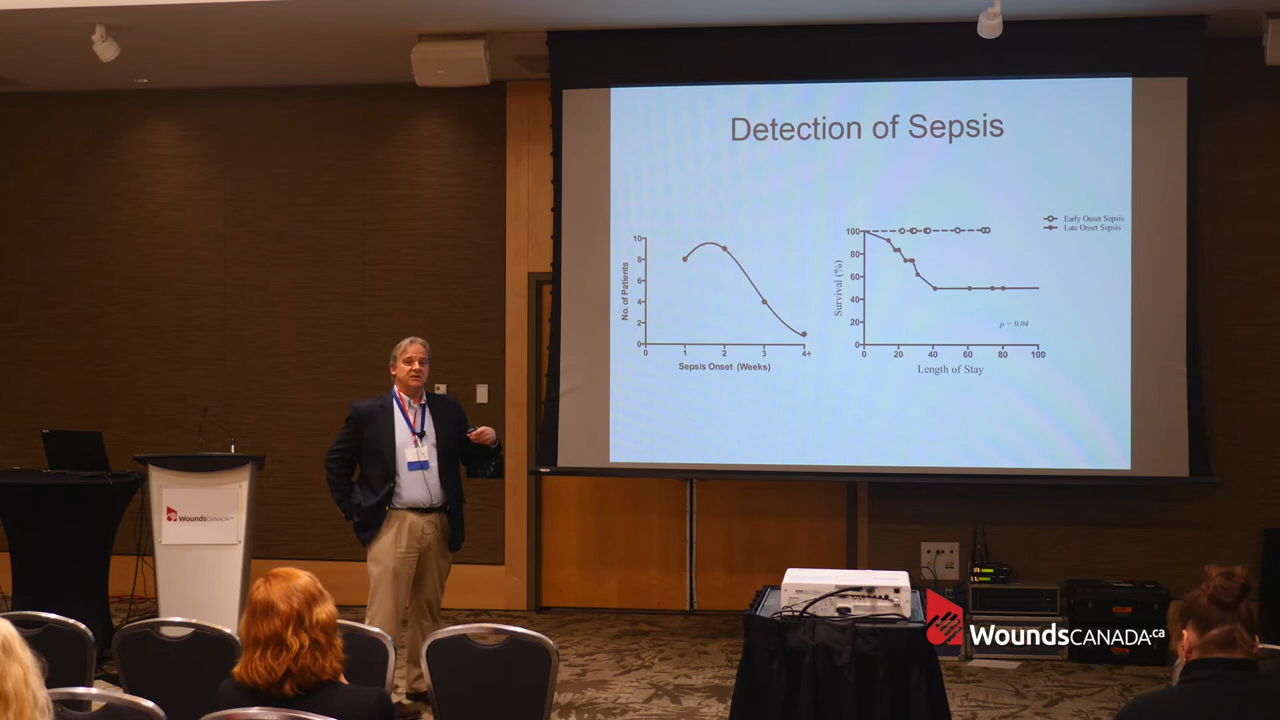 Detection of Sepsis
10
8
6
4
2
0
No. of Patients
0 1 2 3 4+
Sepsis Onset (Weeks)
Early Onset Sepsis
Late Onset Sepsis
100
80
60
40
20
0
Survival (%)
p = 0.04
0 20 40 60 80 100
Length of Stay
WoundsCANADA.ca
WoundsCANADA.ca